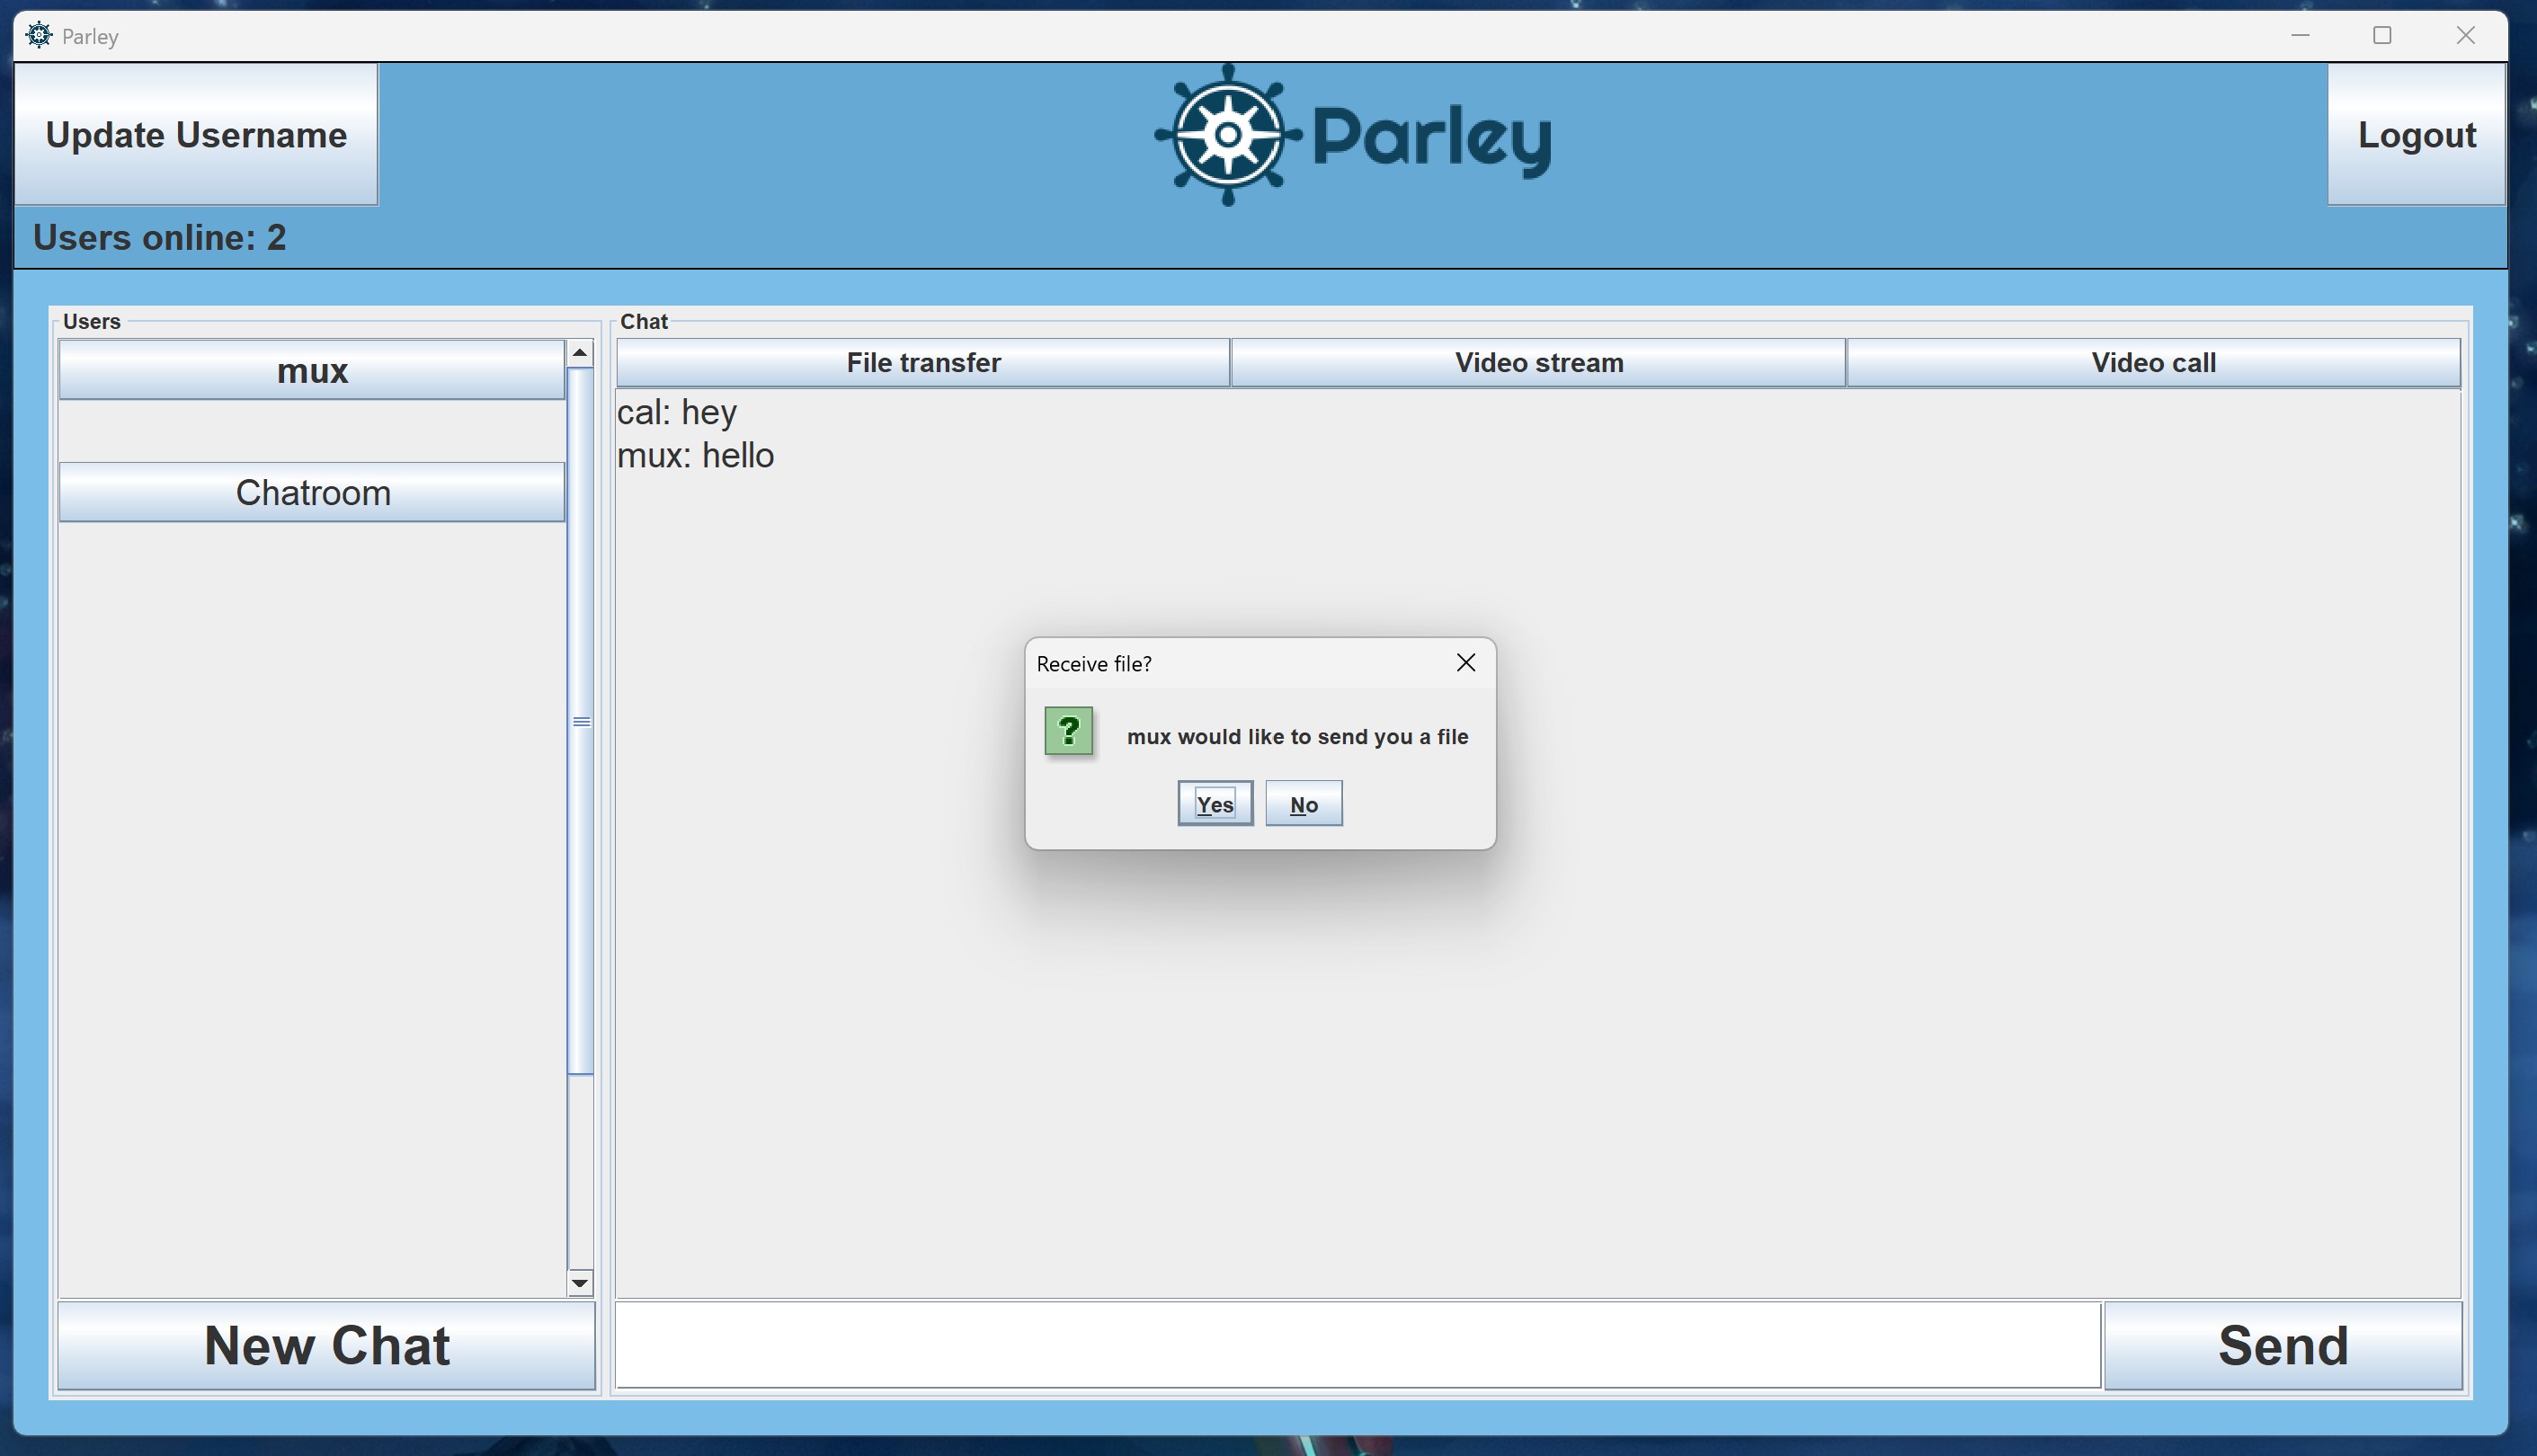 Parley
Update Username
Parley
Logout
Users online: 2
Users
mux
Chatroom
New Chat
Chat
File transfer
Video stream
Video call
cal: hey
mux: hello
Receive file?
?
mux would like to send you a file
Yes
No
Send